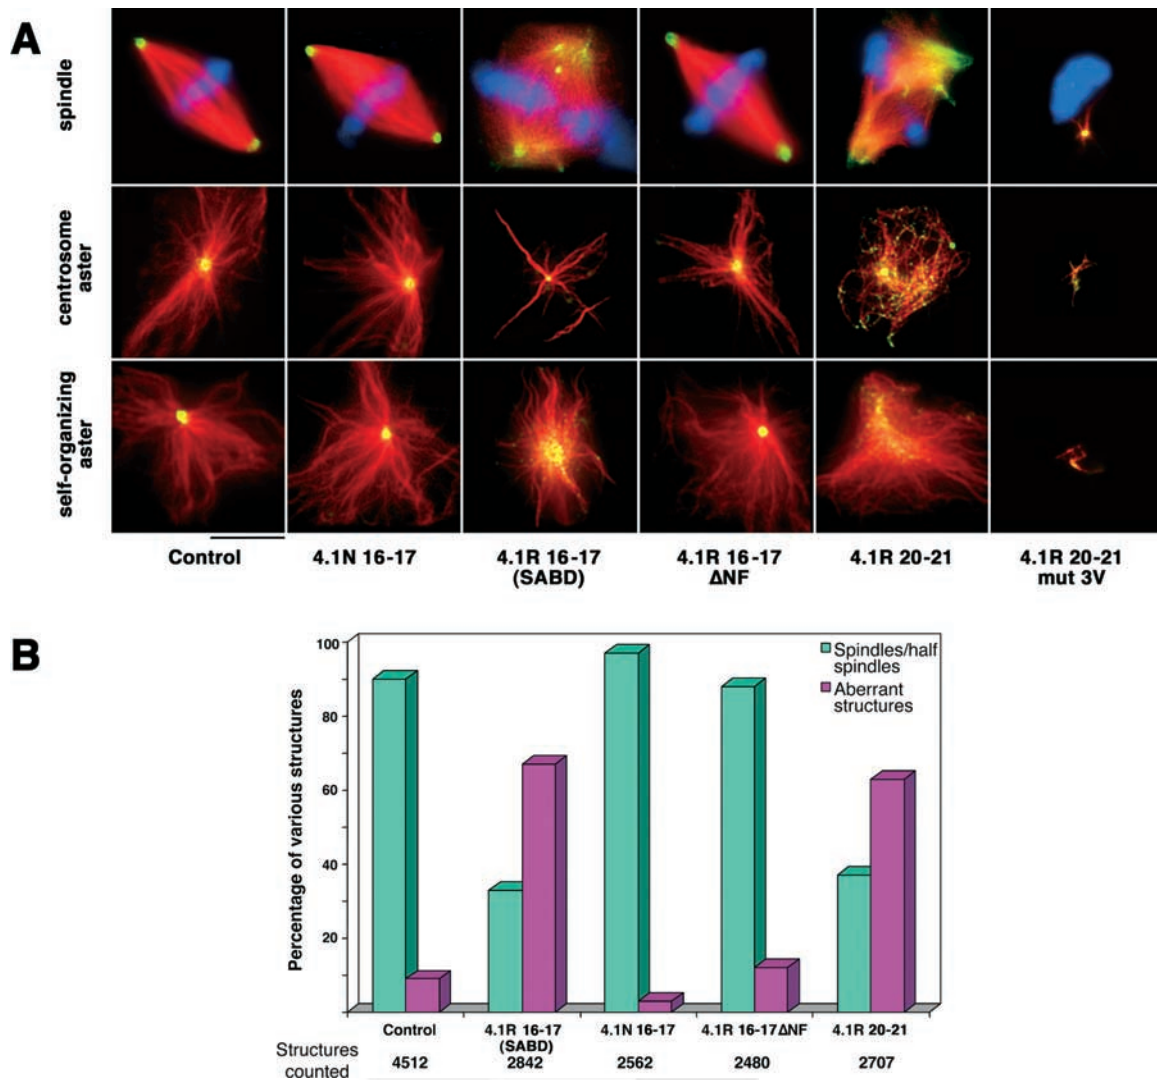 A
spindle
centrosome
aster
self-organizing
aster
Control
4.1N 16-17
4.1R 16-17
(SABD)
4.1R 16-17
ΔNF
4.1R 20-21
4.1R 20-21
mut 3V
B
Percentage of various structures
100
80
60
40
20
Spindles/half
spindles
Aberrant
structures
Control
4.1R 16-17
(SABD)
4.1N 16-17
4.1R 16-17ΔNF
4.1R 20-21
Structures
counted
4512
2842
2562
2480
2707